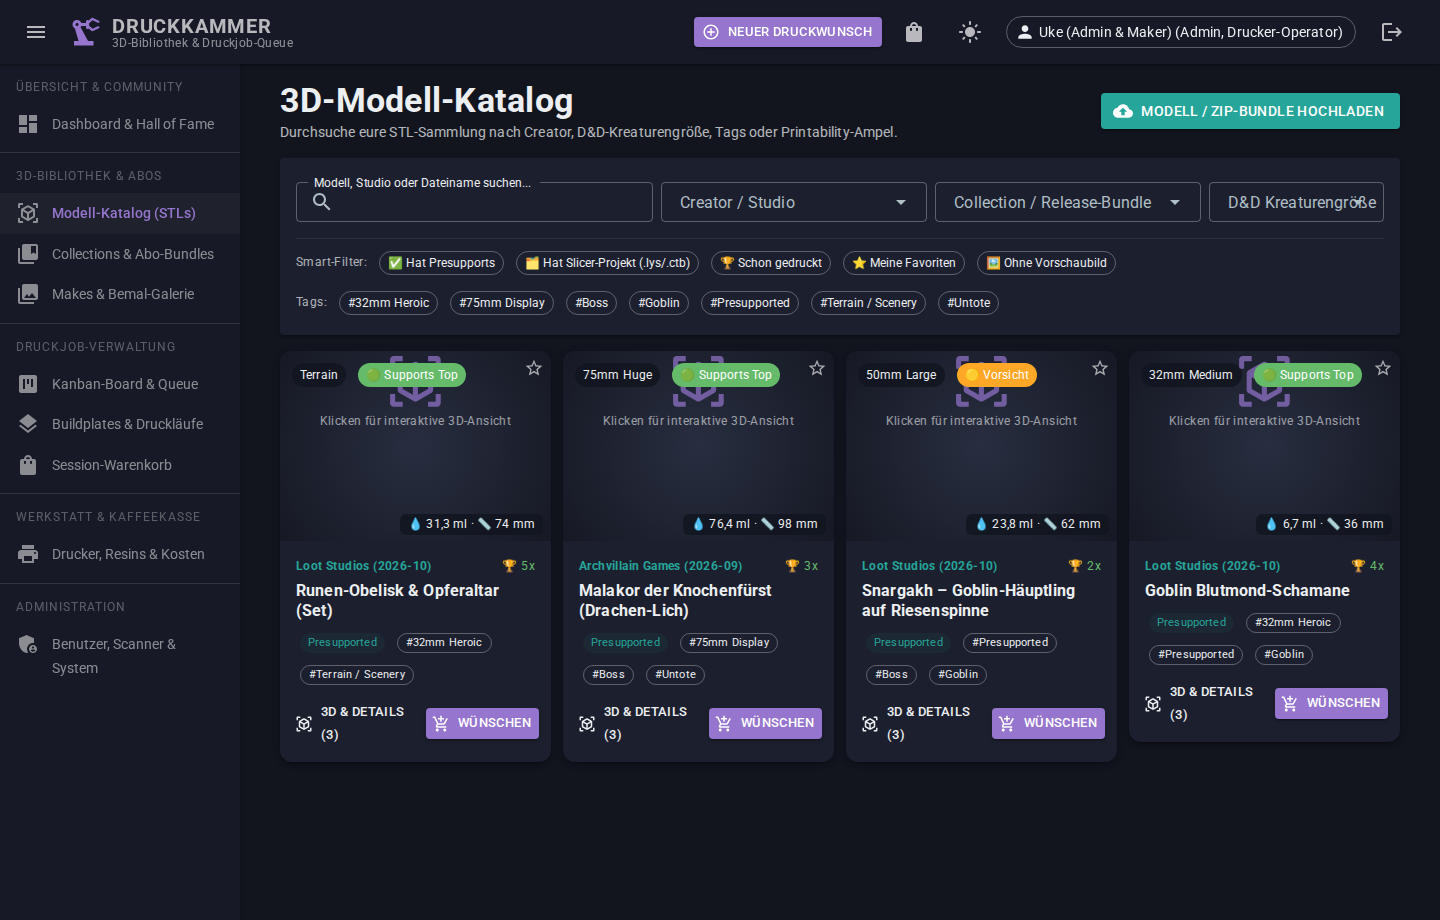 DRUCKKAMMER
3D-Bibliothek & Druckjob-Queue
NEUER DRUCKWUNSCH
Uke (Admin & Maker) (Admin, Drucker-Operator)
ÜBERSICHT & COMMUNITY
Dashboard & Hall of Fame
3D-BIBLIOTHEK & ABOS
Modell-Katalog (STLs)
Collections & Abo-Bundles
Makes & Bemal-Galerie
DRUCKJOB-VERWALTUNG
Kanban-Board & Queue
Buildplates & Druckläufe
Session-Warenkorb
WERKSTATT & KAFFEEKASSE
Drucker, Resins & Kosten
ADMINISTRATION
Benutzer, Scanner &
System
3D-Modell-Katalog
Durchsuche eure STL-Sammlung nach Creator, D&D-Kreaturengröße, Tags oder Printability-Ampel.
MODELL / ZIP-BUNDLE HOCHLADEN
Modell, Studio oder Dateiname suchen...
Creator / Studio
Collection / Release-Bundle
D&D Kreaturengröße
Smart-Filter:
✅ Hat Presupports
🗂️ Hat Slicer-Projekt (.lys/.ctb)
🏆 Schon gedruckt
⭐ Meine Favoriten
🖼️ Ohne Vorschaubild
Tags:
#32mm Heroic
#75mm Display
#Boss
#Goblin
#Presupported
#Terrain / Scenery
#Untote
Terrain
🟢 Supports Top
Klicken für interaktive 3D-Ansicht
💧 31,3 ml · 📏 74 mm
Loot Studios (2026-10)
🏆 5x
Runen-Obelisk & Opferaltar
(Set)
Presupported
#32mm Heroic
#Terrain / Scenery
3D & DETAILS
(3)
WÜNSCHEN
75mm Huge
🟢 Supports Top
Klicken für interaktive 3D-Ansicht
💧 76,4 ml · 📏 98 mm
Archvillain Games (2026-09)
🏆 3x
Malakor der Knochenfürst
(Drachen-Lich)
Presupported
#75mm Display
#Boss
#Untote
3D & DETAILS
(3)
WÜNSCHEN
50mm Large
🟡 Vorsicht
Klicken für interaktive 3D-Ansicht
💧 23,8 ml · 📏 62 mm
Loot Studios (2026-10)
🏆 2x
Snargakh – Goblin-Häuptling
auf Riesenspinne
Presupported
#Presupported
#Boss
#Goblin
3D & DETAILS
(3)
WÜNSCHEN
32mm Medium
🟢 Supports Top
Klicken für interaktive 3D-Ansicht
💧 6,7 ml · 📏 36 mm
Loot Studios (2026-10)
🏆 4x
Goblin Blutmond-Schamane
Presupported
#32mm Heroic
#Presupported
#Goblin
3D & DETAILS
(3)
WÜNSCHEN